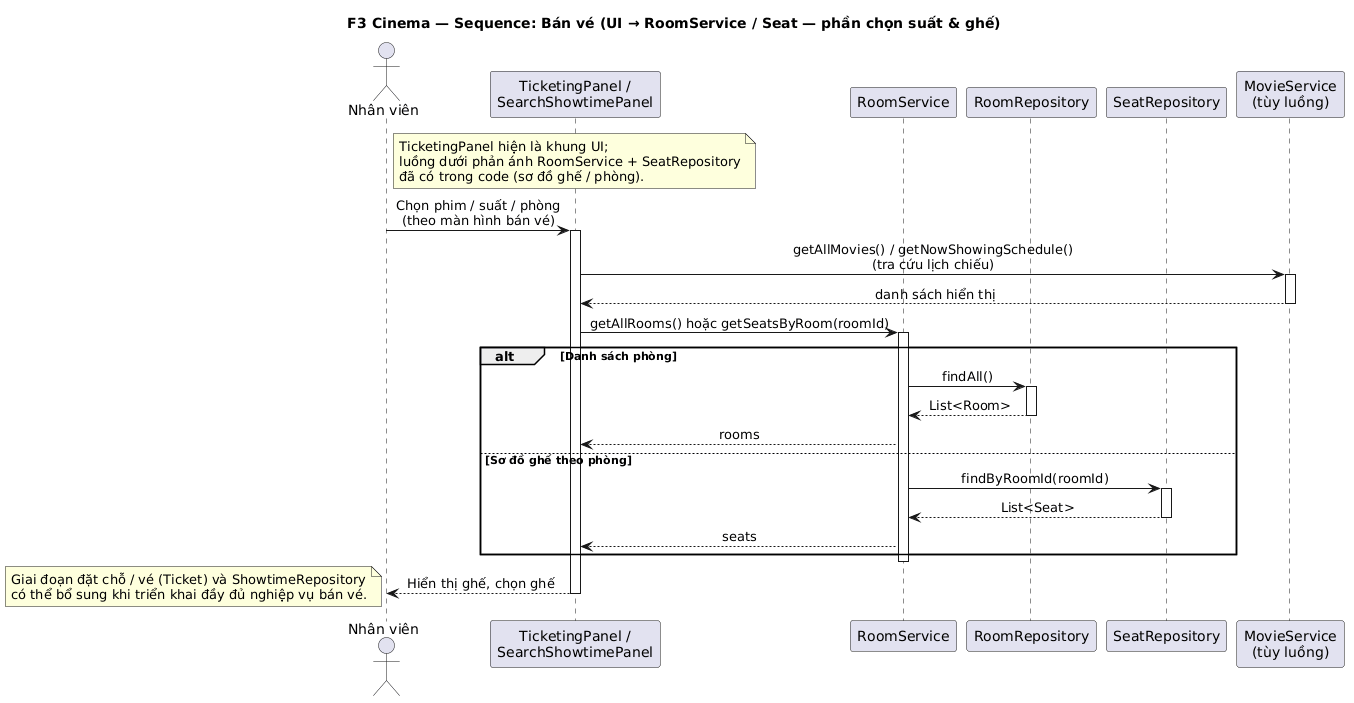 F3 Cinema — Sequence: Bán vé (UI → RoomService / Seat — phần chọn suất & ghế)
Nhân viên
TicketingPanel /
SearchShowtimePanel
RoomService
RoomRepository
SeatRepository
MovieService
(tùy luồng)
TicketingPanel hiện là khung UI;
luồng dưới phản ánh RoomService + SeatRepository
đã có trong code (sơ đồ ghế / phòng).
Chọn phim / suất / phòng
(theo màn hình bán vé)
getAllMovies() / getNowShowingSchedule()
(tra cứu lịch chiếu)
danh sách hiển thị
getAllRooms() hoặc getSeatsByRoom(roomId)
alt
[Danh sách phòng]
findAll()
List<Room>
rooms
[Sơ đồ ghế theo phòng]
findByRoomId(roomId)
List<Seat>
seats
Giai đoạn đặt chỗ / vé (Ticket) và ShowtimeRepository
có thể bổ sung khi triển khai đầy đủ nghiệp vụ bán vé.
Hiển thị ghế, chọn ghế
Nhân viên
TicketingPanel /
SearchShowtimePanel
RoomService
RoomRepository
SeatRepository
MovieService
(tùy luồng)